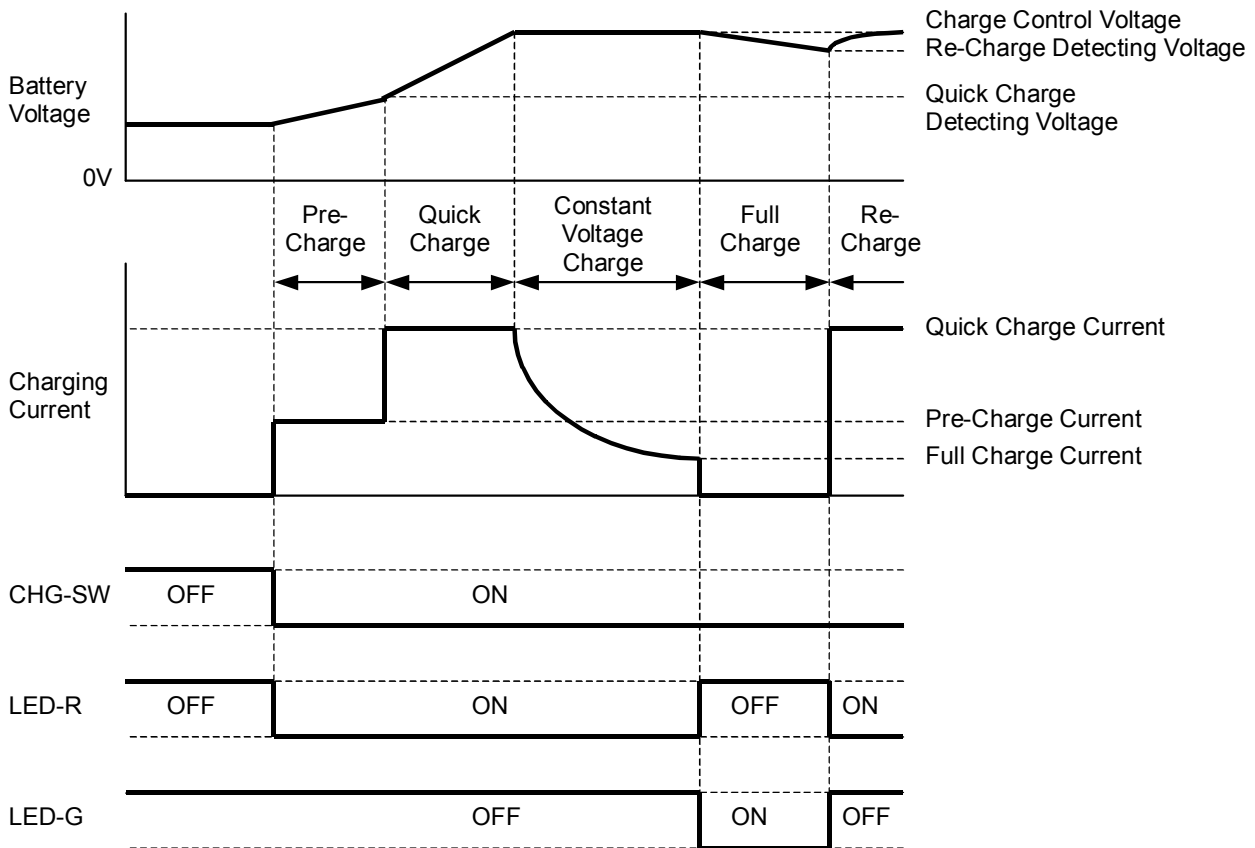 Charge Control Voltage
Re-Charge Detecting Voltage
Battery
Voltage
Quick Charge
Detecting Voltage
0V
Pre-
Charge
Quick
Charge
Constant
Voltage
Charge
Full
Charge
Re-
Charge
Quick Charge Current
Charging
Current
Pre-Charge Current
Full Charge Current
CHG-SW OFF ON
LED-R OFF ON OFF ON
LED-G OFF ON OFF